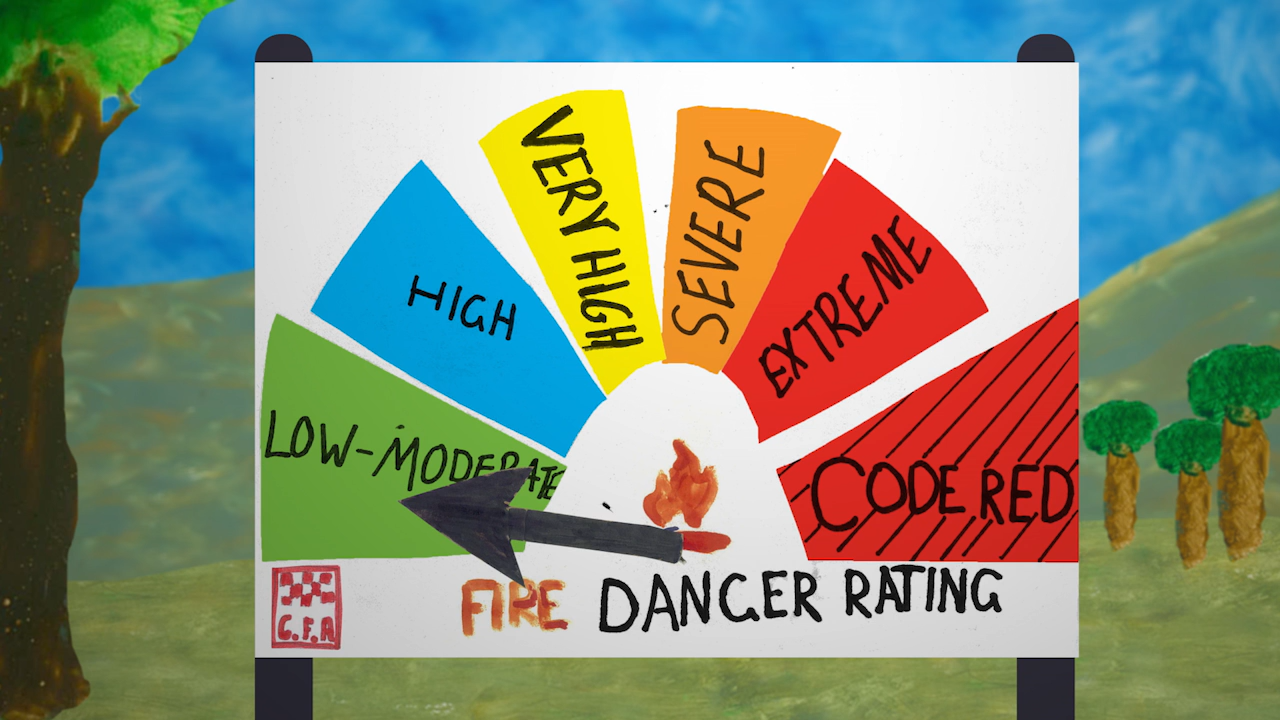 LOW-MODERATE
HIGH
VERY HIGH
SEVERE
EXTREME
CODE RED
FIRE DANGER RATING
C.F.A